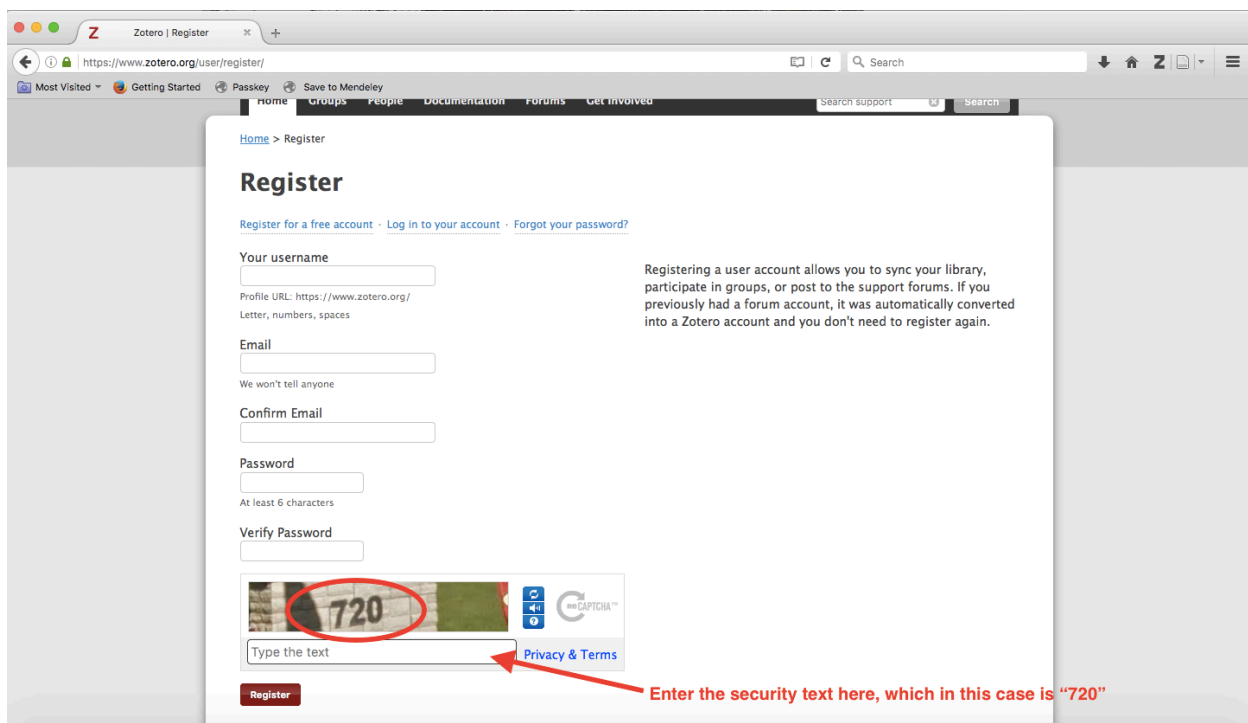 Z Zotero | Register
https://www.zotero.org/user/register/
Search
Z
Most Visited Getting Started Passkey Save to Mendeley
Home Groups People Documentation Forums Get Involved
Search support
Search
Home > Register
Register
Register for a free account · Log in to your account · Forgot your password?
Your username
Profile URL: https://www.zotero.org/
Letter, numbers, spaces
Email
We won't tell anyone
Confirm Email
Password
At least 6 characters
Verify Password
Registering a user account allows you to sync your library,
participate in groups, or post to the support forums. If you
previously had a forum account, it was automatically converted
into a Zotero account and you don't need to register again.
720
reCAPTCHA™
Type the text
Privacy & Terms
Register
Enter the security text here, which in this case is “720”